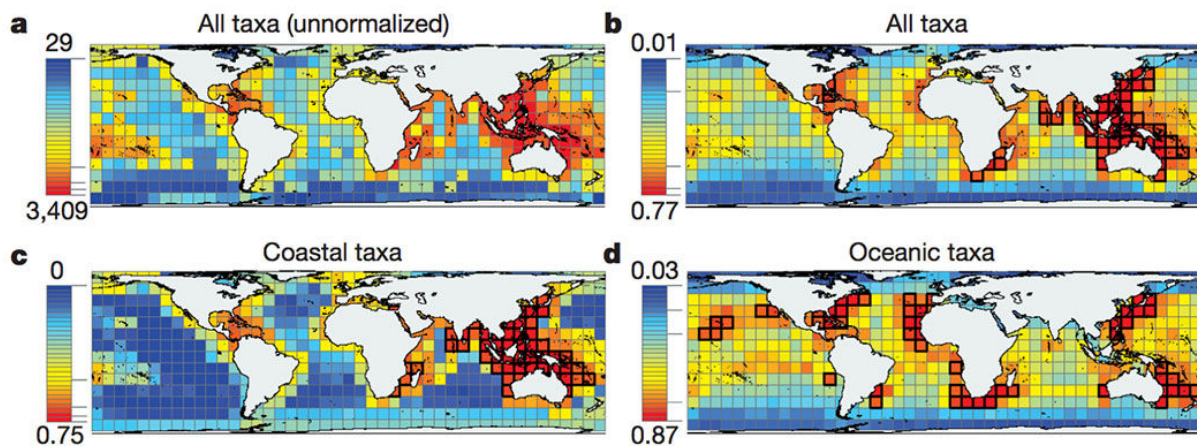 a All taxa (unnormalized)
29
3,409
b All taxa
0.01
0.77
c Coastal taxa
0
0.75
d Oceanic taxa
0.03
0.87